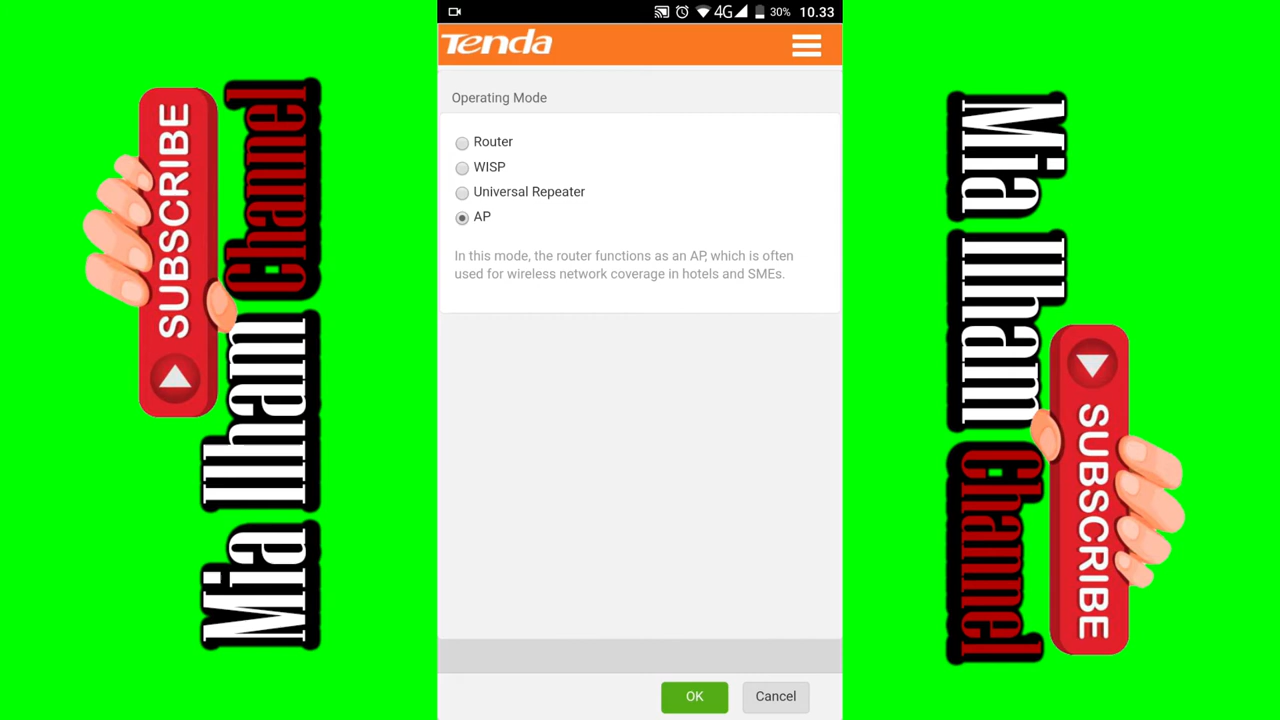 SUBSCRIBE
Mia Ilham Channel
4G 30% 10.33
Tenda
Operating Mode
Router
WISP
Universal Repeater
AP
In this mode, the router functions as an AP, which is often
used for wireless network coverage in hotels and SMEs.
OK Cancel
Mia Ilham Channel
SUBSCRIBE